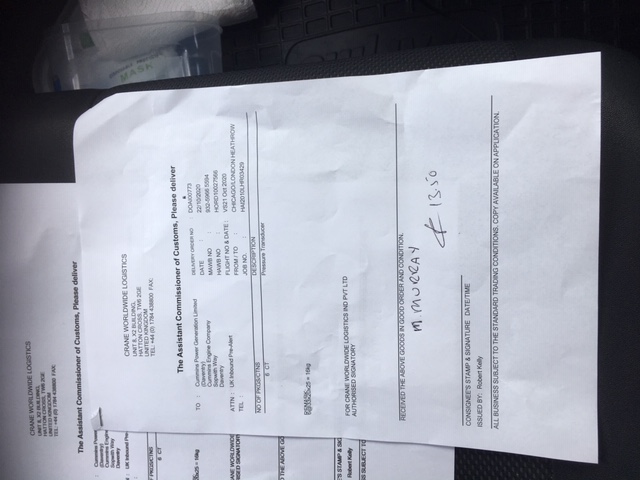 CRANE WORLDWIDE LOGISTICS
UNIT 8, X2 BUILDING,
HATTON CROSS, TW6 2GE
UNITED KINGDOM
TEL: +44 (0) 1784 438800 FAX:
The Assistant Commissioner of Customs, Please deliver
Cummins Power
(Daventry)
Cummins Engine
Sopwith Way
Daventry
UK Inbound Pre
OF PKGS/CTNS
6 CT
x25 = 16kg
ANE WORLDWIDE
RISED SIGNATORY
THE ABOVE GO
E'S STAMP & SIG
Robert Kelly
SS SUBJECT TO
CRANE WORLDWIDE LOGISTICS
UNIT 8, X2 BUILDING,
HATTON CROSS, TW6 2GE
UNITED KINGDOM
TEL: +44 (0) 1784 438800 FAX:
The Assistant Commissioner of Customs, Please deliver
TO : Cummins Power Generation Limited
(Daventry)
Cummins Engine Company
Sopwith Way
Daventry
ATTN : UK Inbound Pre-Alert
TEL :
DELIVERY ORDER NO : DOAI00773
DATE : 22/10/2020
MAWB NO : 932-5966 5594
HAWB NO : HORD10027566
FLIGHT NO & DATE : VS21 Oct 2020
FROM / TO : CHICAGO/LONDON HEATHROW
JOB NO. : HAI2010LHR03429
NO OF PKGS/CTNS DESCRIPTION
6 CT Pressure Transducer
REMARK
6@33x25x25 = 16kg
FOR CRANE WORLDWIDE LOGISTICS IND PVT LTD
AUTHORISED SIGNATORY
RECEIVED THE ABOVE GOODS IN GOOD ORDER AND CONDITION.
M. MURRAY
13.50
CONSIGNEE'S STAMP & SIGNATURE DATE/TIME
ISSUED BY: Robert Kelly
ALL BUSINESS SUBJECT TO THE STANDARD TRADING CONDITIONS. COPY AVAILABLE ON APPLICATION.